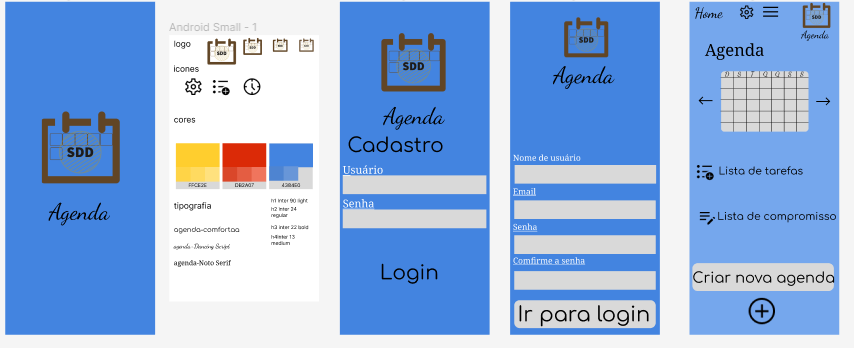 SDD
Agenda
Android Small - 1
logo
SDD
SDD
icones
cores
FFCE2E
DB2A07
4384E0
tipografia
agenda-comfortaa
agenda-Dancing Script
agenda-Noto Serif
h1 Inter 90 light
h2 Inter 24
regular
h3 inter 22 bold
h4Inter 13
medium
SDD
Agenda
Cadastro
Usuário
Senha
Login
SDD
Agenda
Nome de usuário
Email
Senha
Comfirme a senha
Ir para login
Home
SDD
Agenda
Agenda
D S T Q Q S S
Lista de tarefas
Lista de compromisso
Criar nova agenda